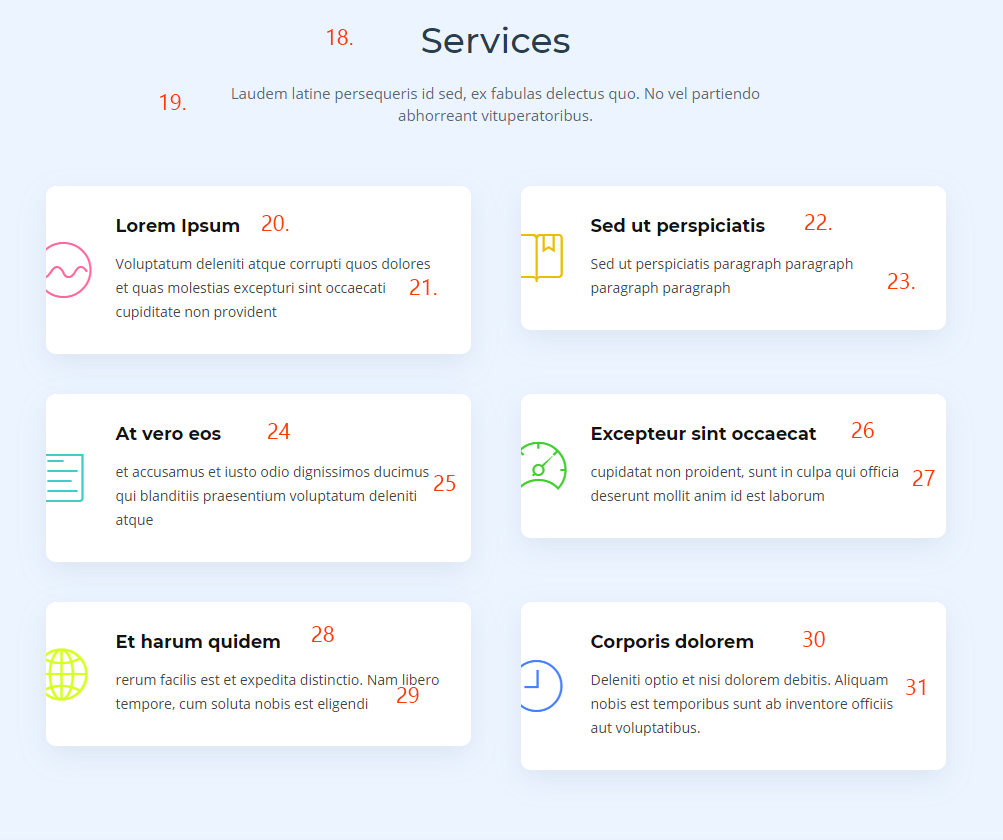 18. Services
19. Laudem latine persequeris id sed, ex fabulas delectus quo. No vel partiendo
abhorreant vituperatoribus.
Lorem Ipsum 20.
Voluptatum deleniti atque corrupti quos dolores
et quas molestias excepturi sint occaecati 21.
cupiditate non provident
Sed ut perspiciatis 22.
Sed ut perspiciatis paragraph paragraph
paragraph paragraph 23.
At vero eos 24
et accusamus et iusto odio dignissimos ducimus
qui blanditiis praesentium voluptatum deleniti 25
atque
Excepteur sint occaecat 26
cupidatat non proident, sunt in culpa qui officia 27
deserunt mollit anim id est laborum
Et harum quidem 28
rerum facilis est et expedita distinctio. Nam libero
tempore, cum soluta nobis est eligendi 29
Corporis dolorem 30
Deleniti optio et nisi dolorem debitis. Aliquam 31
nobis est temporibus sunt ab inventore officiis
aut voluptatibus.